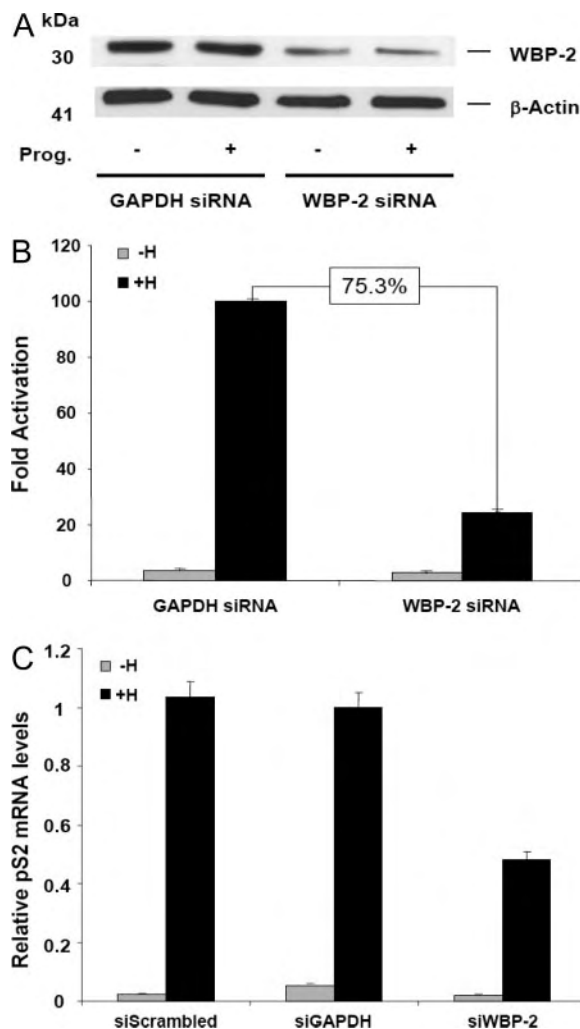 A
kDa
30
WBP-2
41
β-Actin
Prog. - + - +
GAPDH siRNA WBP-2 siRNA
B
120
-H
+H
75.3%
100
80
60
40
20
0
Fold Activation
GAPDH siRNA WBP-2 siRNA
C
1.2
-H
+H
1
0.8
0.6
0.4
0.2
0
Relative pS2 mRNA levels
siScrambled siGAPDH siWBP-2